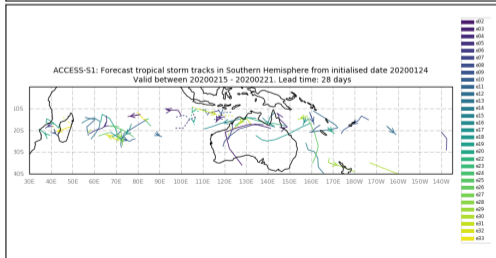 ACCESS-S1: Forecast tropical storm tracks in Southern Hemisphere from initialised date 20200124
Valid between 20200215 - 20200221. Lead time: 28 days
10S
20S
30S
40S
30E 40E 50E 60E 70E 80E 90E 100E 110E 120E 130E 140E 150E 160E 170E 180E 170W 160W 150W 140W
e02
e03
e04
e05
e06
e07
e08
e09
e10
e11
e12
e13
e14
e15
e16
e17
e18
e19
e20
e21
e22
e23
e24
e25
e26
e27
e28
e29
e30
e31
e32
e33